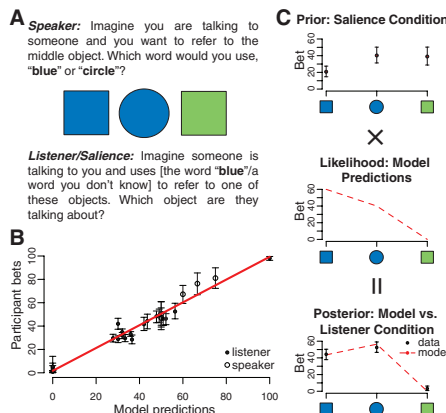 A
Speaker: Imagine you are talking to
someone and you want to refer to the
middle object. Which word would you use,
"blue" or "circle"?
Listener/Salience: Imagine someone is
talking to you and uses [the word "blue"/a
word you don't know] to refer to one of
these objects. Which object are they
talking about?
B
Participant bets
0 20 40 60 80 100
listener
speaker
0 20 40 60 80 100
Model predictions
C
Prior: Salience Condition
Bet
0 20 40 60
×
Likelihood: Model
Predictions
Bet
0 20 40 60
=
Posterior: Model vs.
Listener Condition
Bet
0 20 40 60
data
mode